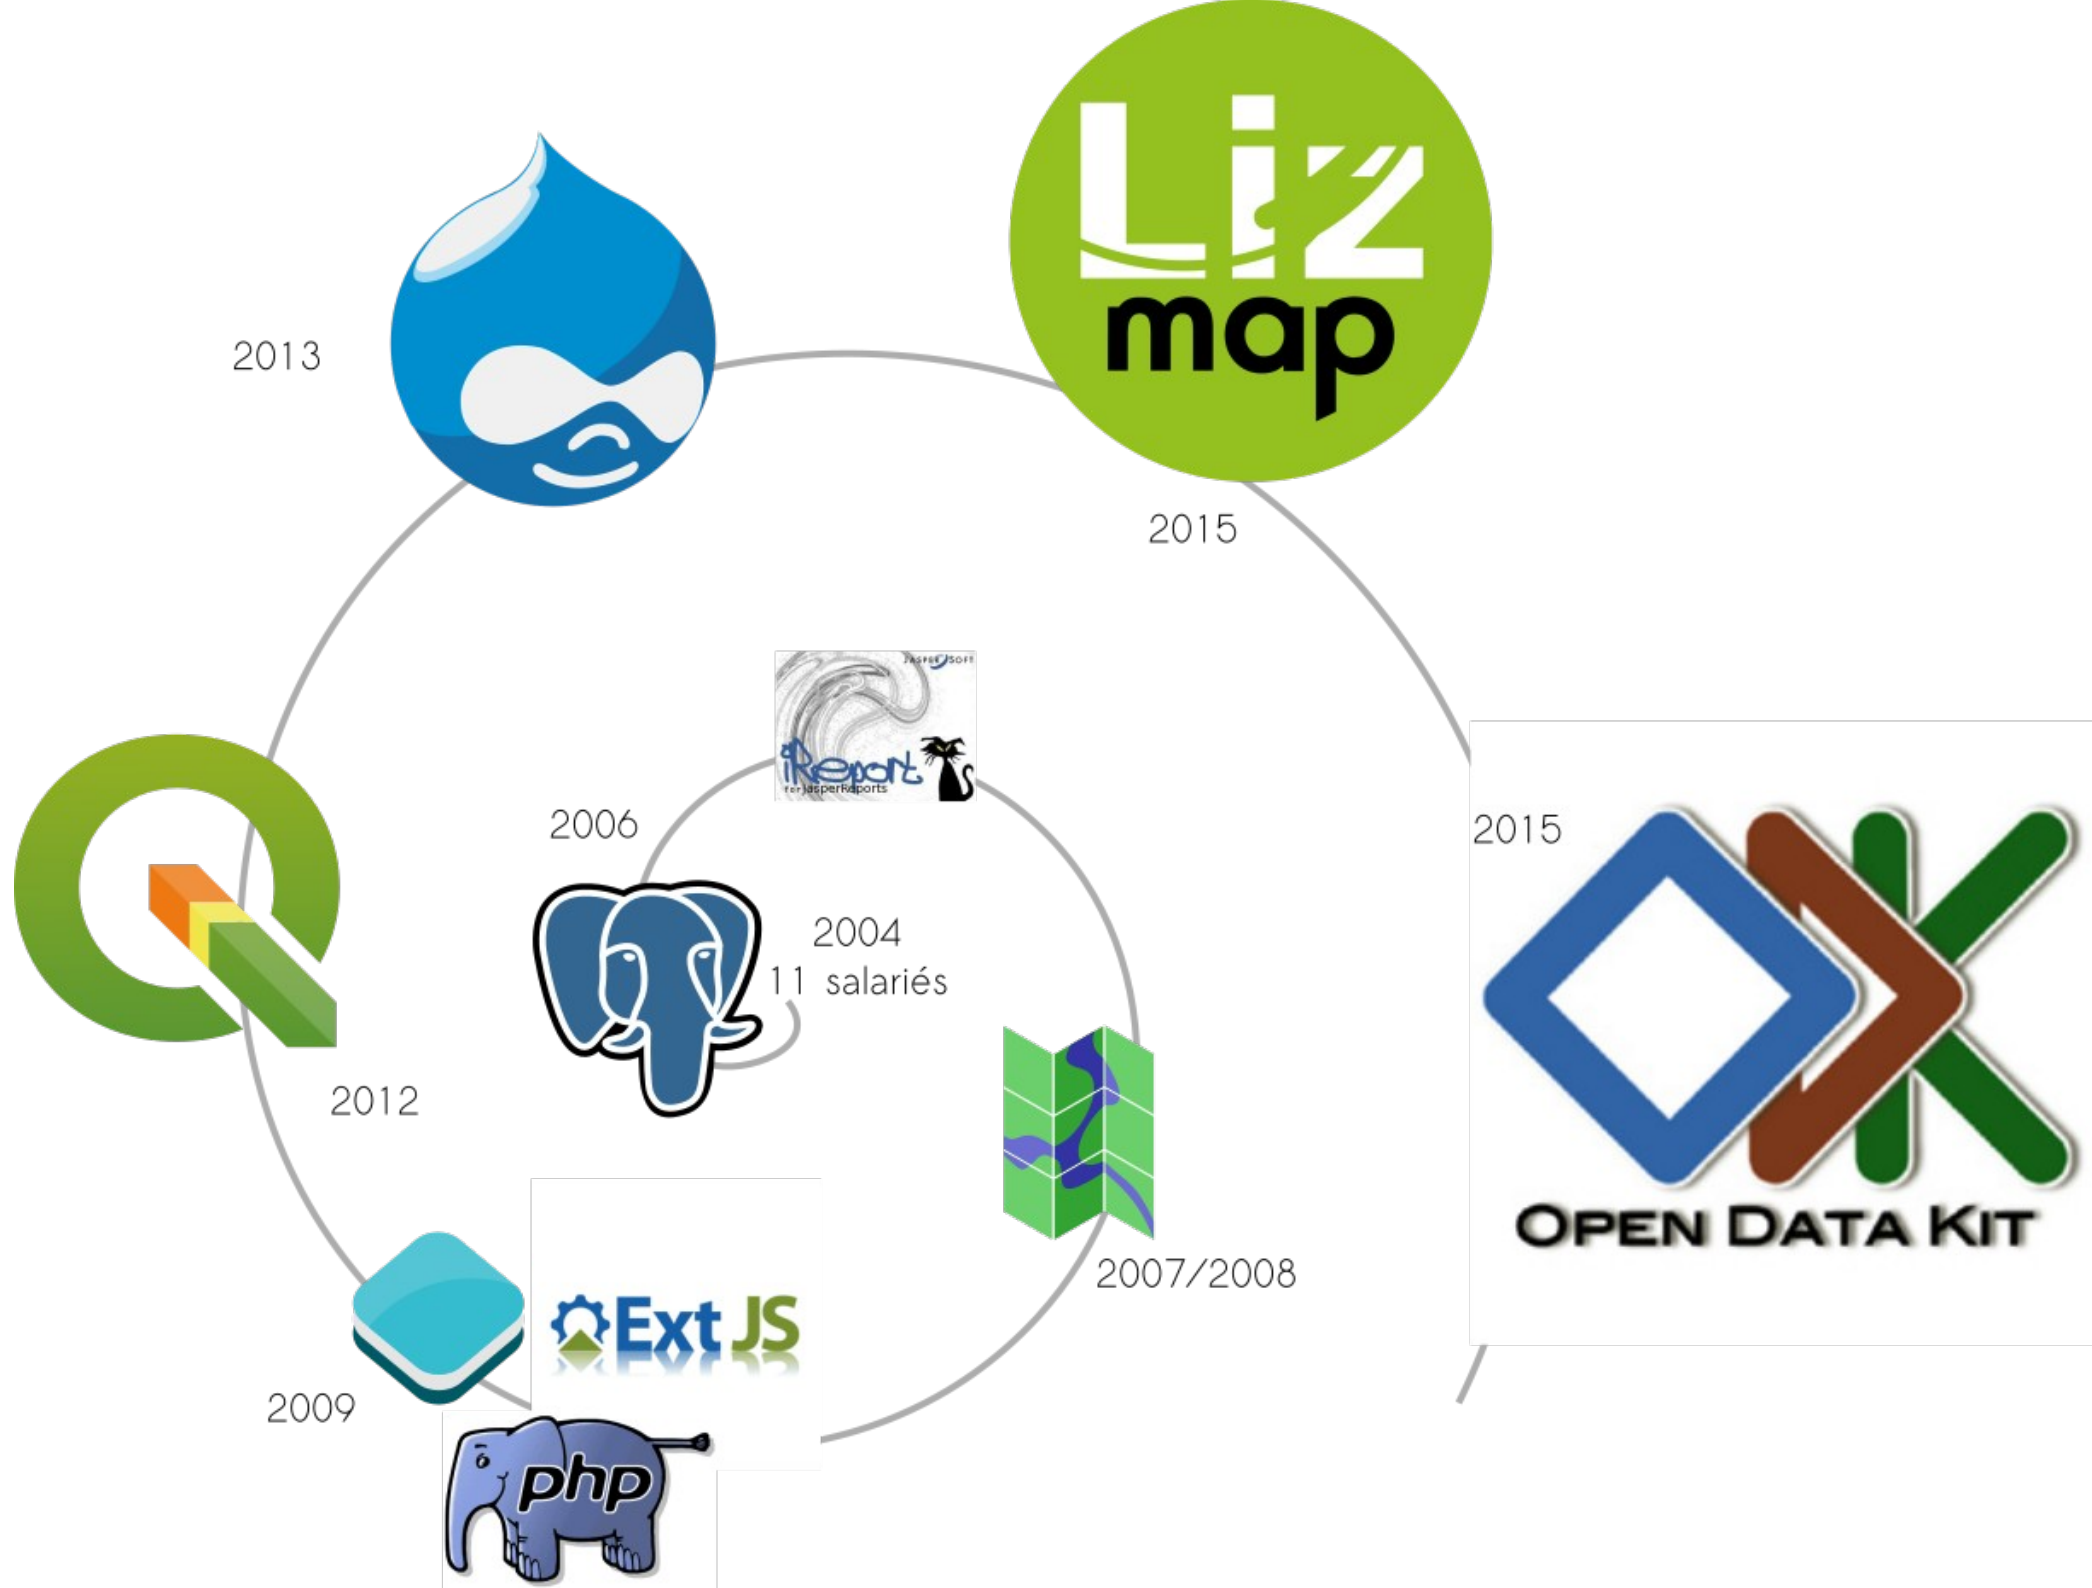 Liz
map
2013
2015
JASPERSOFT
iReport
for JasperReports
2006
2015
2004
11 salariés
2012
OPEN DATA KIT
2007/2008
Ext JS
2009
php